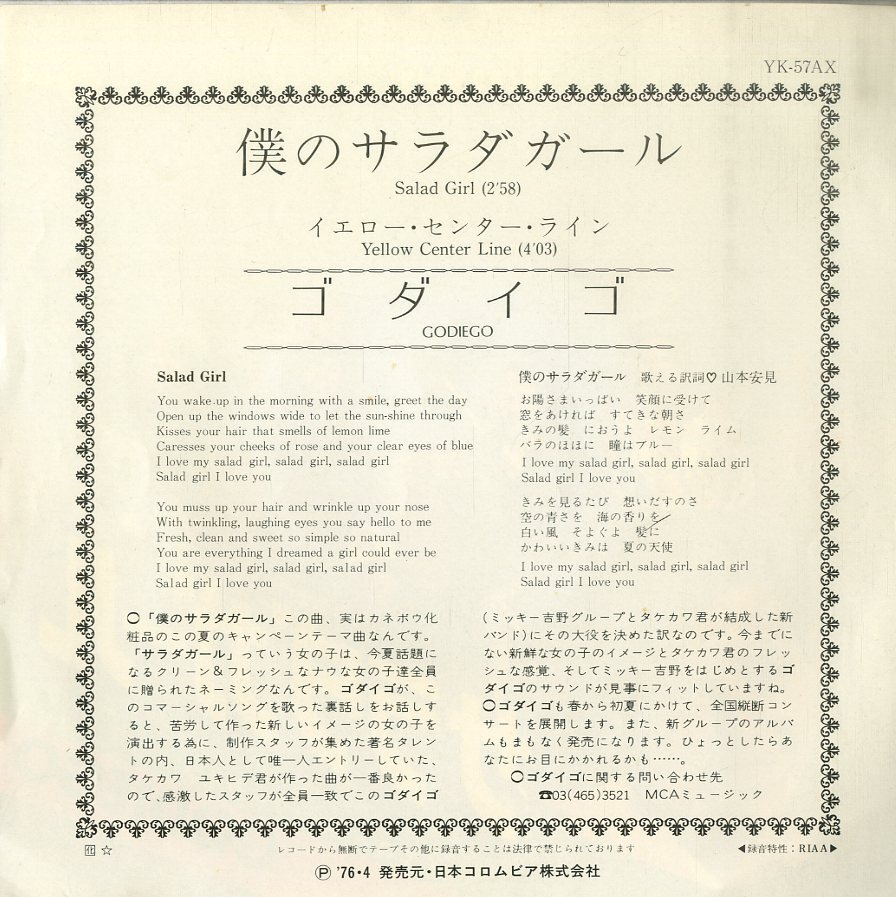 YK-57AX
僕のサラダガール
Salad Girl (2'58)
イエロー・センター・ライン
Yellow Center Line (4'03)
ゴダイゴ
GODIEGO
Salad Girl
You wake up in the morning with a smile, greet the day
Open up the windows wide to let the sun-shine through
Kisses your hair that smells of lemon lime
Caresses your cheeks of rose and your clear eyes of blue
I love my salad girl, salad girl, salad girl
Salad girl I love you
You muss up your hair and wrinkle up your nose
With twinkling, laughing eyes you say hello to me
Fresh, clean and sweet so simple so natural
You are everything I dreamed a girl could ever be
I love my salad girl, salad girl, salad girl
Salad girl I love you
僕のサラダガール 歌える訳詞♡山本安見
お陽さまいっぱい 笑顔に受けて
窓をあければ すてきな朝さ
きみの髪 におうよ レモン ライム
バラのほほに 瞳はブルー
I love my salad girl, salad girl, salad girl
Salad girl I love you
きみを見るたび 想いだすのさ
空の青さを 海の香りを
白い風 そよぐよ 髪に
かわいいきみは 夏の天使
I love my salad girl, salad girl, salad girl
Salad girl I love you
○「僕のサラダガール」この曲、実はカネボウ化
粧品のこの夏のキャンペーンテーマ曲なんです。
「サラダガール」っていう女の子は、今夏話題に
なるクリーン&フレッシュなナウな女の子達全員
に贈られたネーミングなんです。ゴダイゴが、こ
のコマーシャルソングを歌った裏話しをお話しす
ると、苦労して作った新しいイメージの女の子を
演出する為に、制作スタッフが集めた著名タレン
トの内、日本人として唯一人エントリーしていた、
タケカワ ユキヒデ君が作った曲が一番良かった
ので、感激したスタッフが全員一致でこのゴダイゴ
(ミッキー吉野グループとタケカワ君が結成した新
バンド)にその大役を決めた訳なのです。今までに
ない新鮮な女の子のイメージとタケカワ君のフレッ
シュな感覚、そしてミッキー吉野をはじめとするゴ
ダイゴのサウンドが見事にフィットしていますね。
○ゴダイゴも春から初夏にかけて、全国縦断コン
サートを展開します。また、新グループのアルバ
ムもまもなく発売になります。ひょっとしたらあ
なたにお目にかかれるかも……。
○ゴダイゴに関する問い合わせ先
☎03(465)3521 MCAミュージック
☆
レコードから無断でテープその他に録音することは法律で禁じられております
◀録音特性:RIAA▶
Ⓟ '76・4 発売元・日本コロムビア株式会社